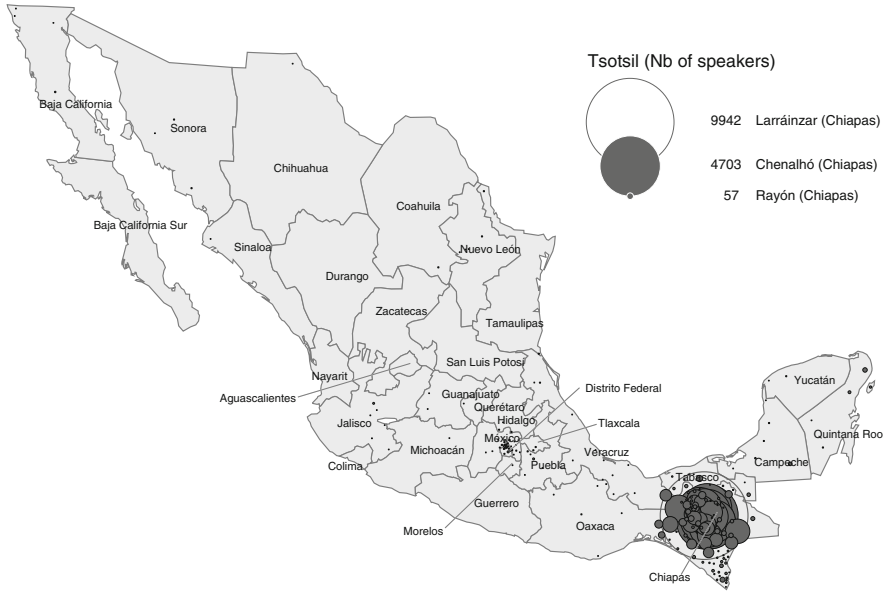 Tsotsil (Nb of speakers)
9942 Larráinzar (Chiapas)
4703 Chenalhó (Chiapas)
57 Rayón (Chiapas)
Baja California
Sonora
Chihuahua
Coahuila
Baja California Sur
Sinaloa
Nuevo León
Durango
Zacatecas
Tamaulipas
San Luis Potosí
Nayarit
Yucatán
Aguascalientes
Distrito Federal
Guanajuato
Querétaro
Hidalgo
Tlaxcala
Jalisco
México
Quintana Roo
Michoacán
Veracruz
Colima
Puebla
Campeche
Tabasco
Guerrero
Oaxaca
Morelos
Chiapas